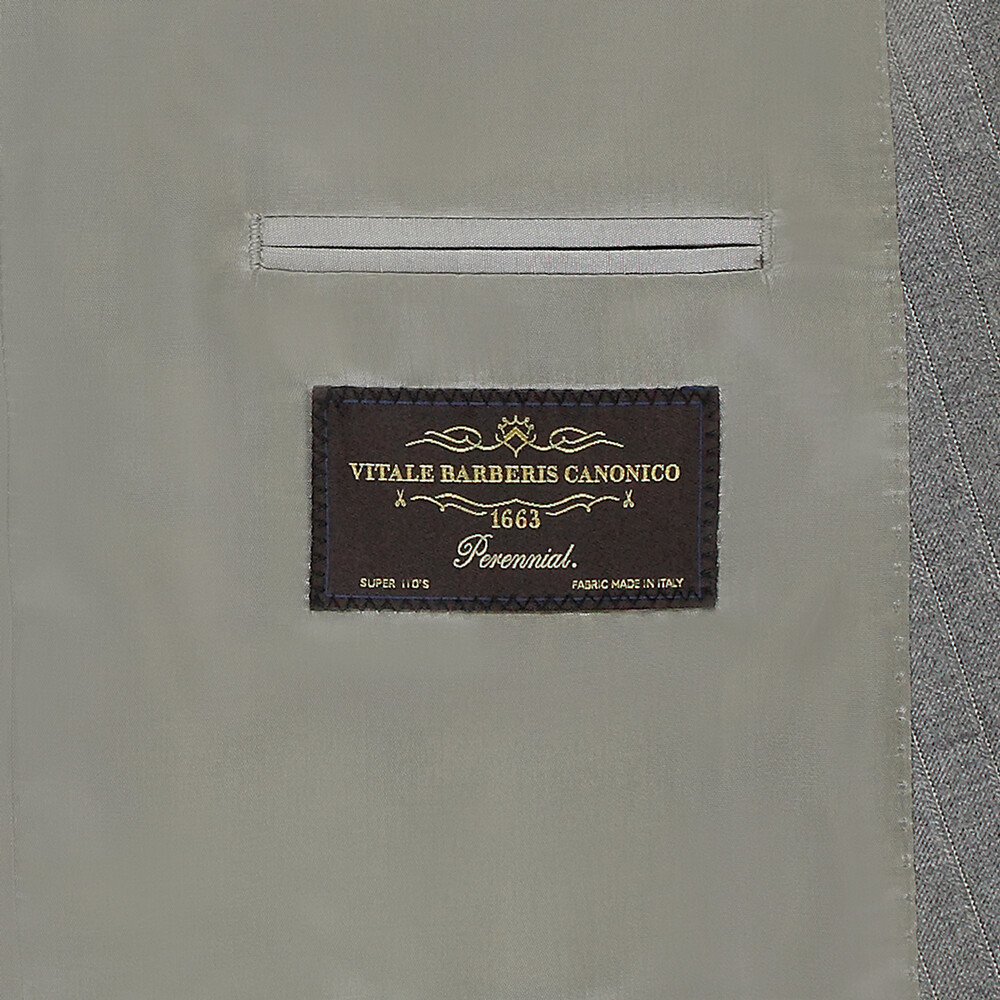 VITALE BARBERIS CANONICO
1663
Perennial.
SUPER 110'S FABRIC MADE IN ITALY